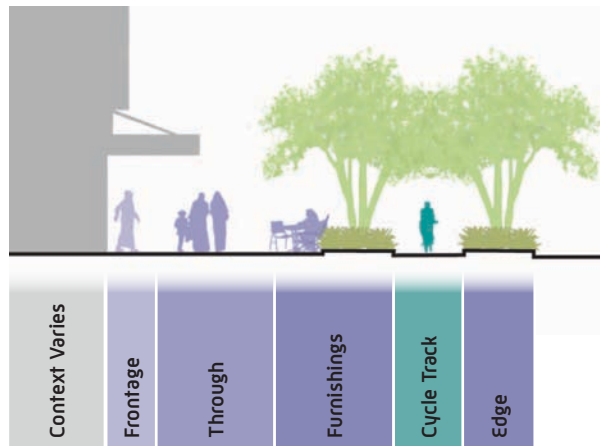 Context Varies
Frontage
Through
Furnishings
Cycle Track
Edge